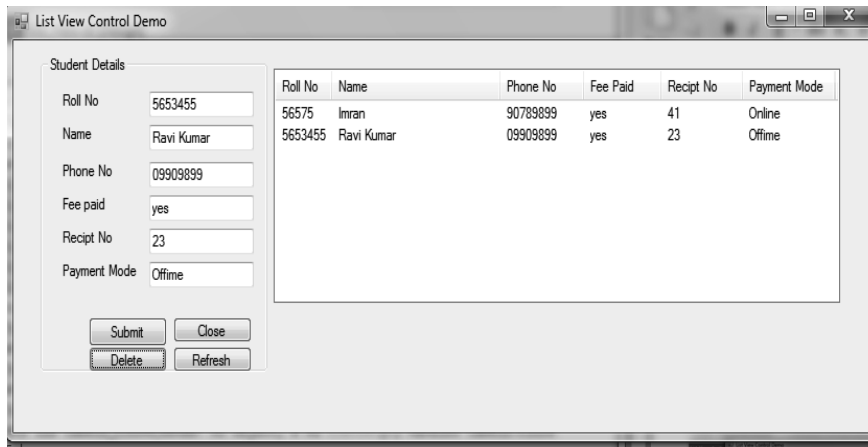 List View Control Demo
Student Details
Roll No 5653455
Name Ravi Kumar
Phone No 09909899
Fee paid yes
Recipt No 23
Payment Mode Offime
Submit Close
Delete Refresh
Roll No Name Phone No Fee Paid Recipt No Payment Mode
56575 Imran 90789899 yes 41 Online
5653455 Ravi Kumar 09909899 yes 23 Offime